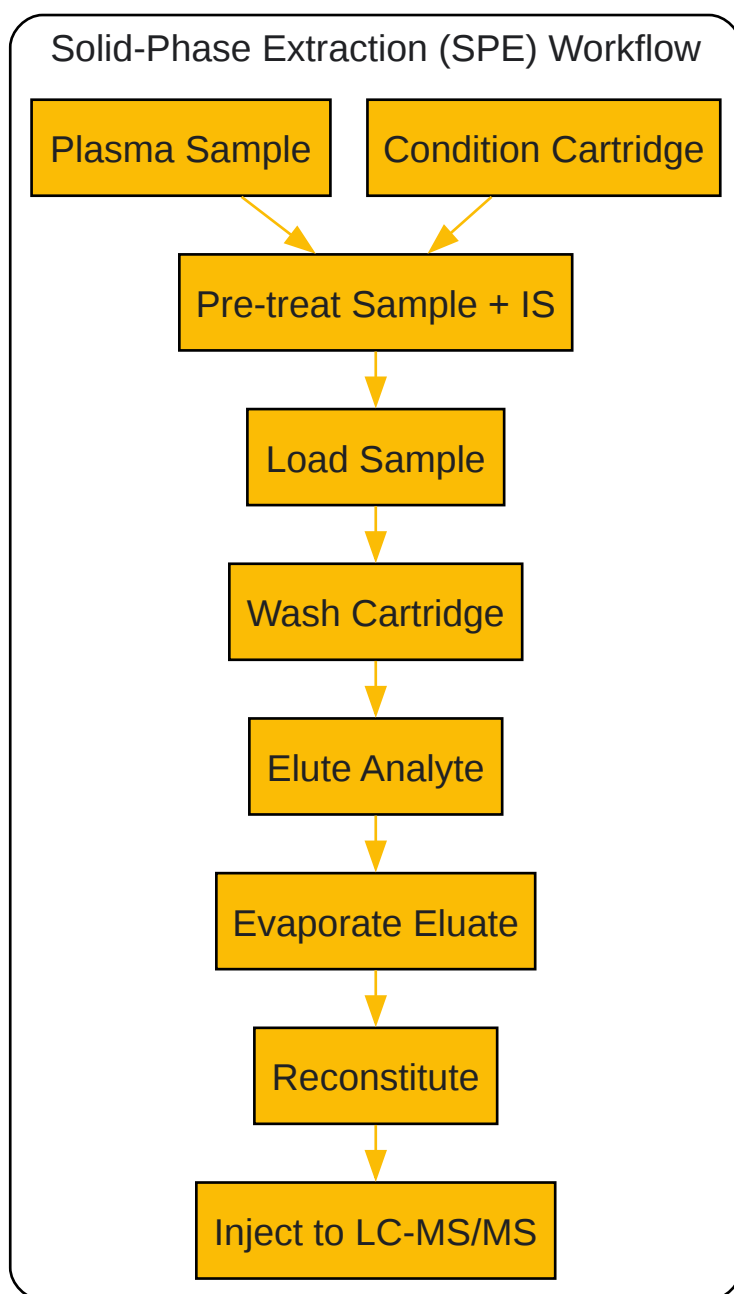 Solid-Phase Extraction (SPE) Workflow
Plasma Sample
Condition Cartridge
Pre-treat Sample + IS
Load Sample
Wash Cartridge
Elute Analyte
Evaporate Eluate
Reconstitute
Inject to LC-MS/MS